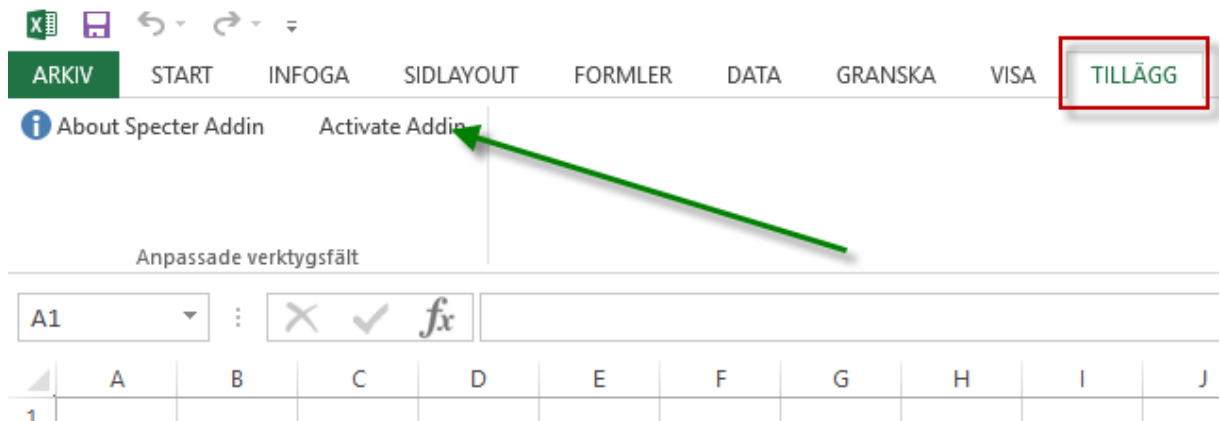 ARKIV START INFOGA SIDLAYOUT FORMLER DATA GRANSKA VISA TILLÄGG
About Specter Addin Activate Addin
Anpassade verktygsfält
A1 fx
A B C D E F G H I J
1